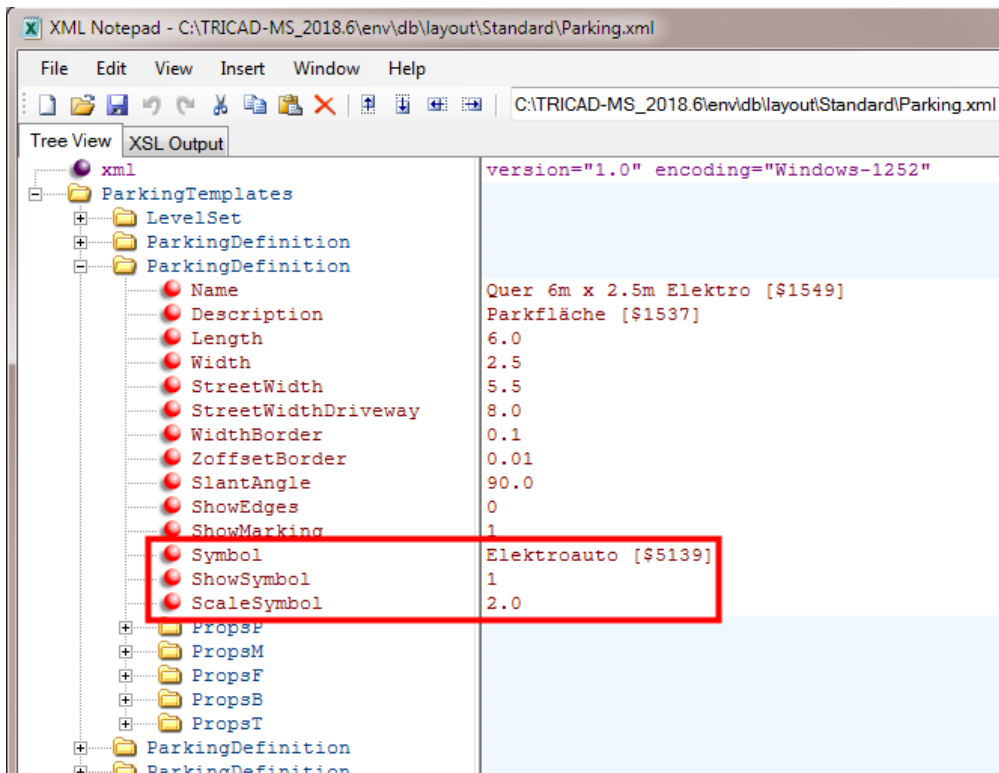 XML Notepad - C:\TRICAD-MS_2018.6\env\db\layout\Standard\Parking.xml
File Edit View Insert Window Help
C:\TRICAD-MS_2018.6\env\db\layout\Standard\Parking.xml
Tree View XSL Output
xml version="1.0" encoding="Windows-1252"
ParkingTemplates
LevelSet
ParkingDefinition
ParkingDefinition
Name Quer 6m x 2.5m Elektro [$1549]
Description Parkfläche [$1537]
Length 6.0
Width 2.5
StreetWidth 5.5
StreetWidthDriveway 8.0
WidthBorder 0.1
ZoffsetBorder 0.01
SlantAngle 90.0
ShowEdges 0
ShowMarking 1
Symbol Elektroauto [$5139]
ShowSymbol 1
ScaleSymbol 2.0
PropsP
PropsM
PropsF
PropsB
PropsT
ParkingDefinition
ParkingDefinition